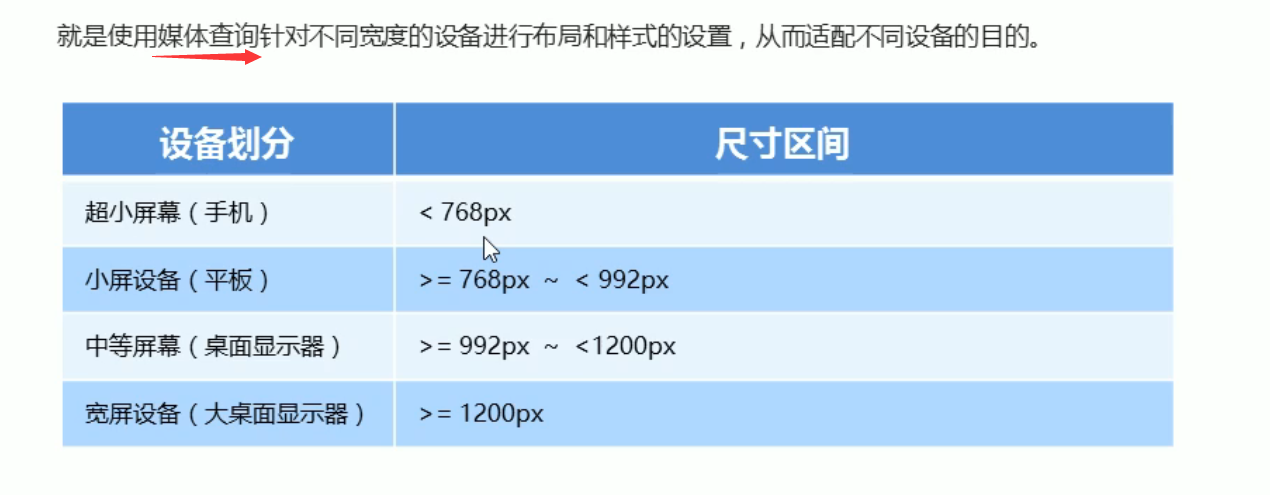 就是使用媒体查询针对不同宽度的设备进行布局和样式的设置，从而适配不同设备的目的。
设备划分 尺寸区间
超小屏幕（手机） < 768px
小屏设备（平板） >= 768px ~ < 992px
中等屏幕（桌面显示器） >= 992px ~ <1200px
宽屏设备（大桌面显示器） >= 1200px